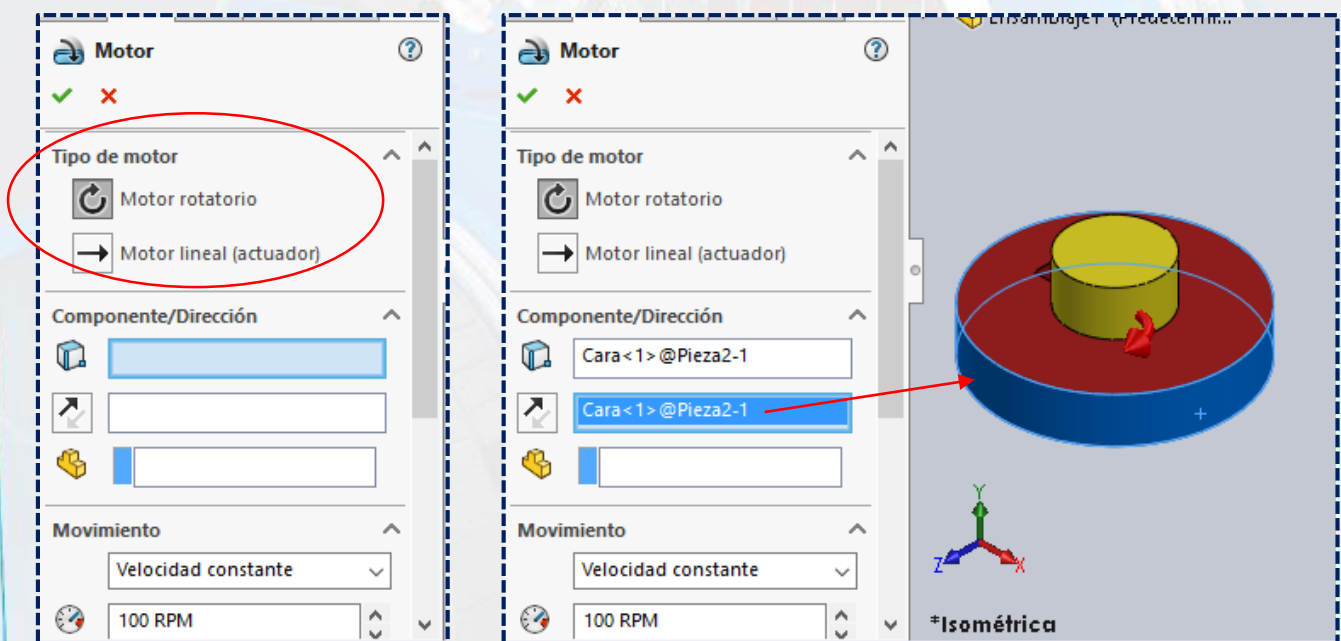 Motor
Tipo de motor
Motor rotatorio
Motor lineal (actuador)
Componente/Dirección
Movimiento
Velocidad constante
100 RPM
Motor
Tipo de motor
Motor rotatorio
Motor lineal (actuador)
Componente/Dirección
Cara<1>@Pieza2-1
Cara<1>@Pieza2-1
Movimiento
Velocidad constante
100 RPM
Y
Z
X
*Isométrica